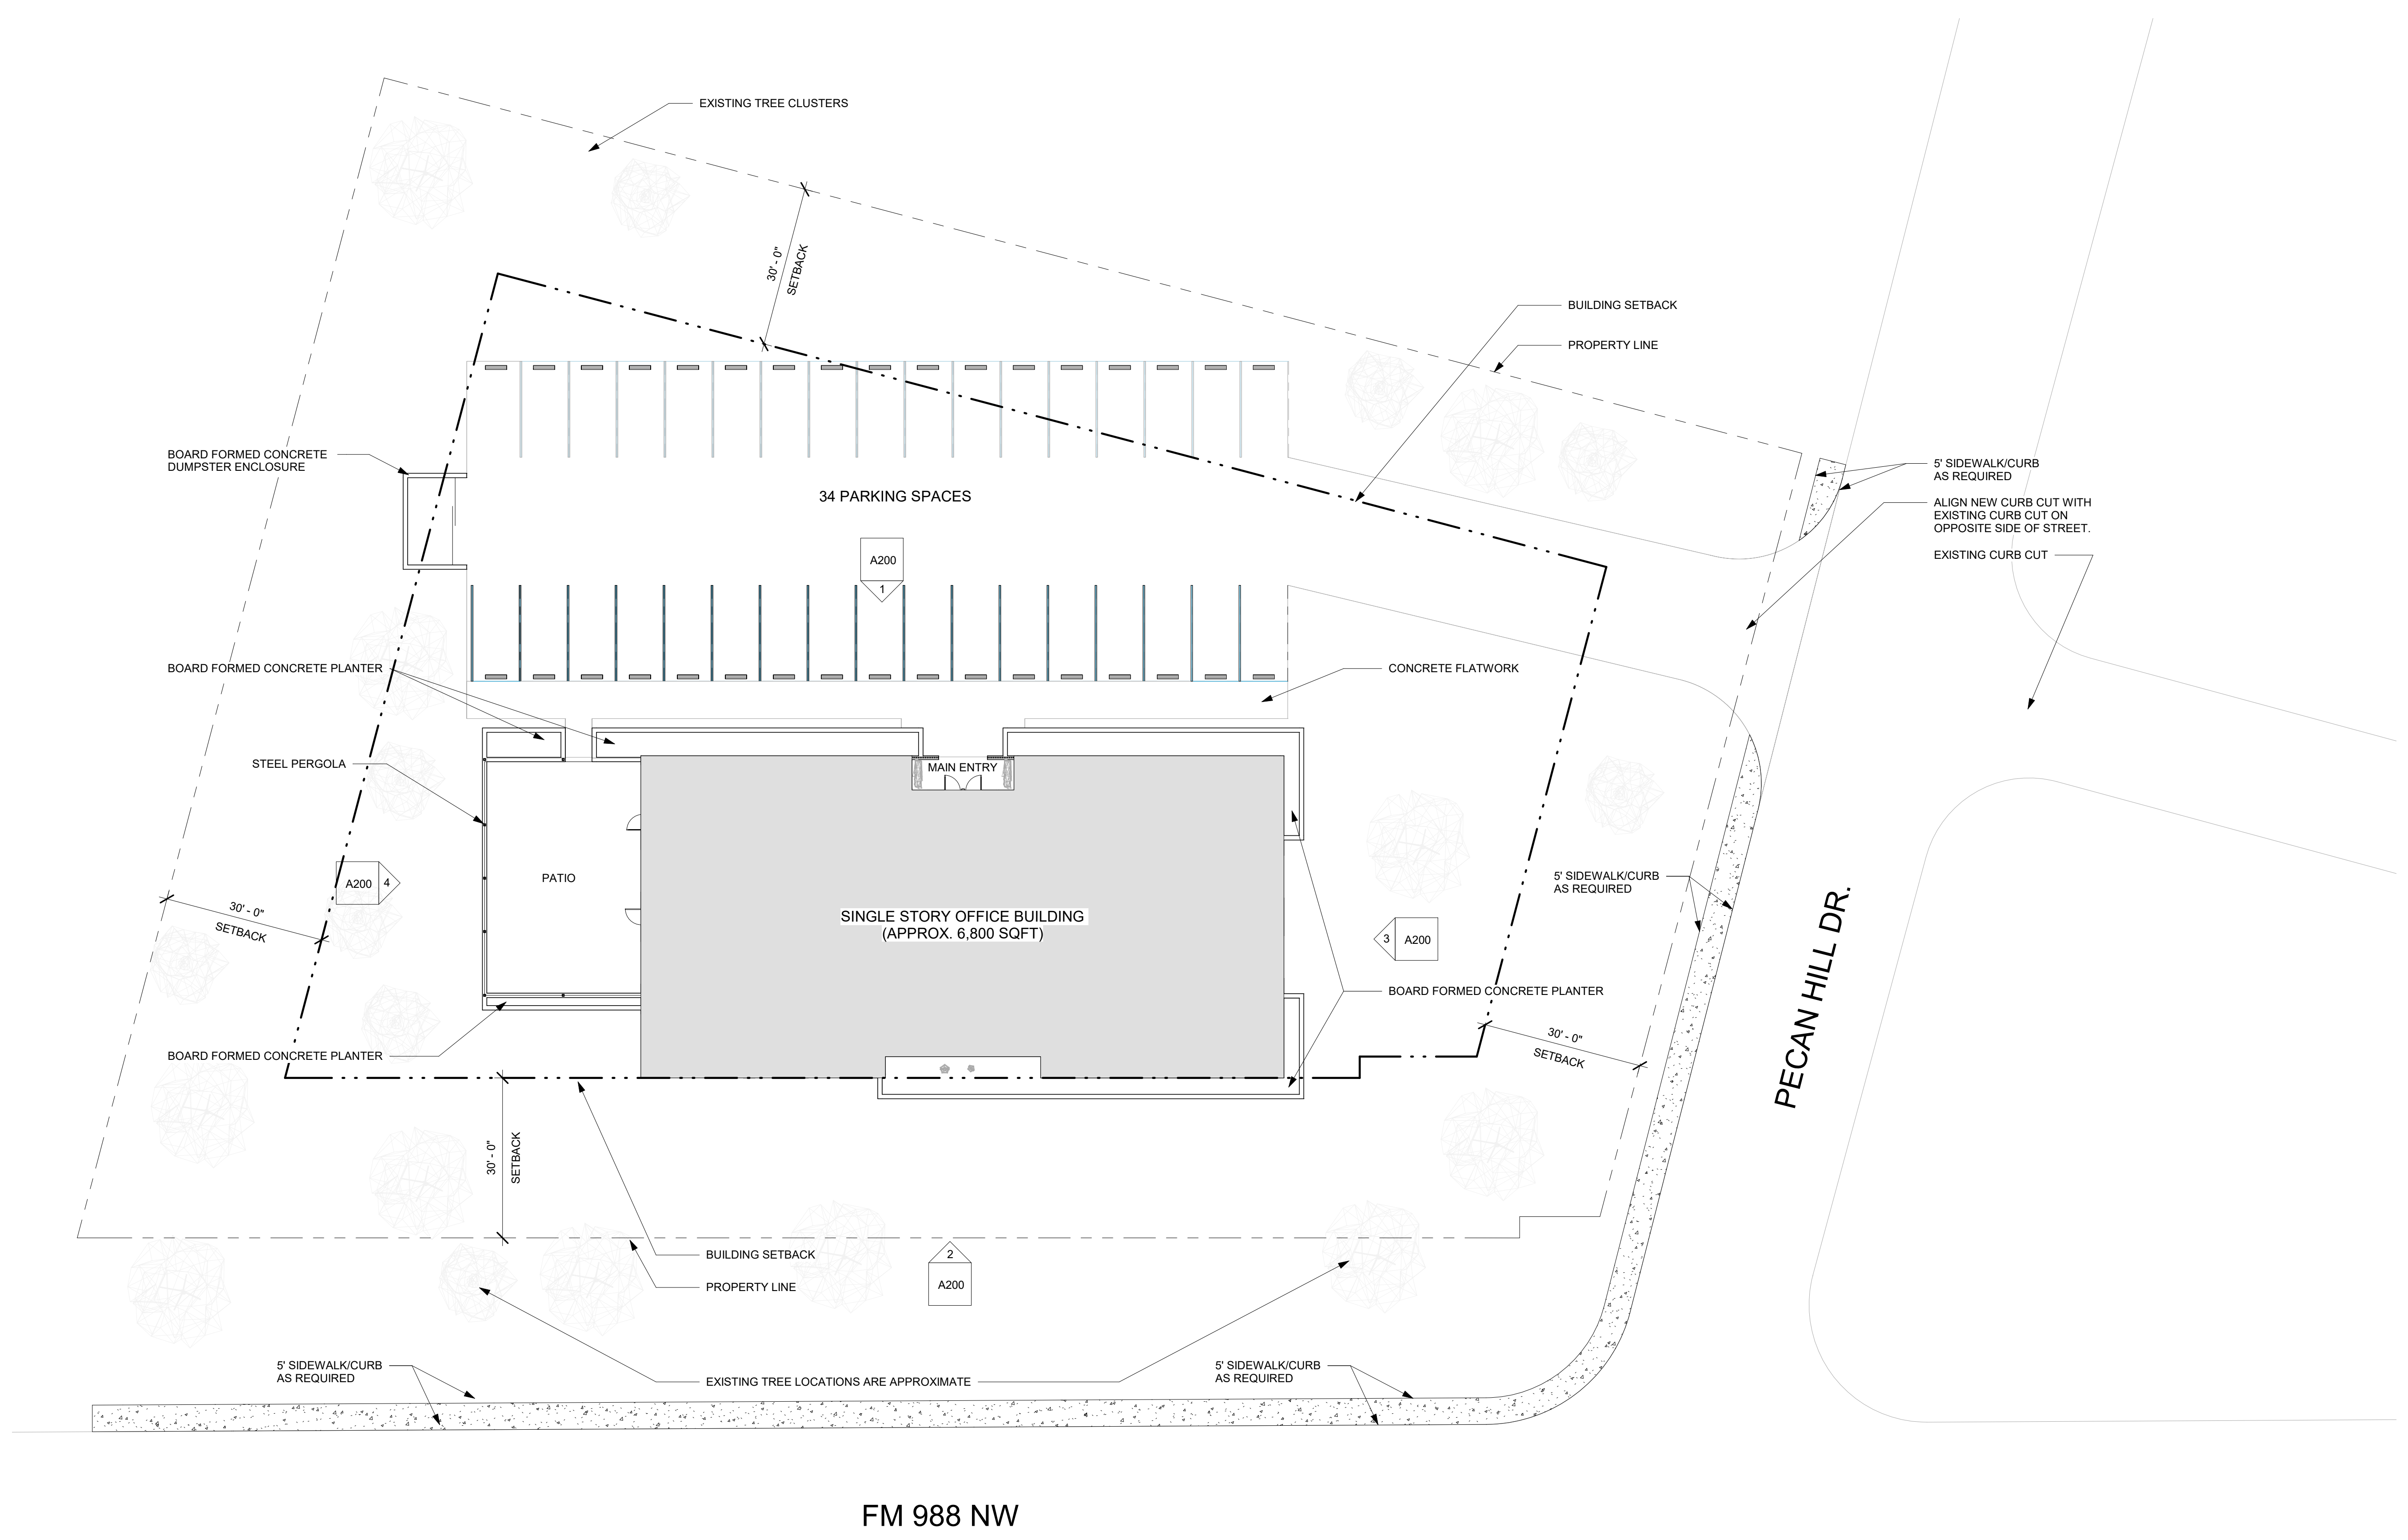 EXISTING TREE CLUSTERS
30' - 0"
SETBACK
BUILDING SETBACK
PROPERTY LINE
BOARD FORMED CONCRETE
DUMPSTER ENCLOSURE
34 PARKING SPACES
A200
1
5' SIDEWALK/CURB
AS REQUIRED
ALIGN NEW CURB CUT WITH
EXISTING CURB CUT ON
OPPOSITE SIDE OF STREET.
EXISTING CURB CUT
BOARD FORMED CONCRETE PLANTER
CONCRETE FLATWORK
STEEL PERGOLA
MAIN ENTRY
PATIO
A200
4
30' - 0"
SETBACK
SINGLE STORY OFFICE BUILDING
(APPROX. 6,800 SQFT)
3
A200
5' SIDEWALK/CURB
AS REQUIRED
PECAN HILL DR.
BOARD FORMED CONCRETE PLANTER
30' - 0"
SETBACK
BOARD FORMED CONCRETE PLANTER
30' - 0"
SETBACK
BUILDING SETBACK
PROPERTY LINE
2
A200
5' SIDEWALK/CURB
AS REQUIRED
EXISTING TREE LOCATIONS ARE APPROXIMATE
5' SIDEWALK/CURB
AS REQUIRED
FM 988 NW